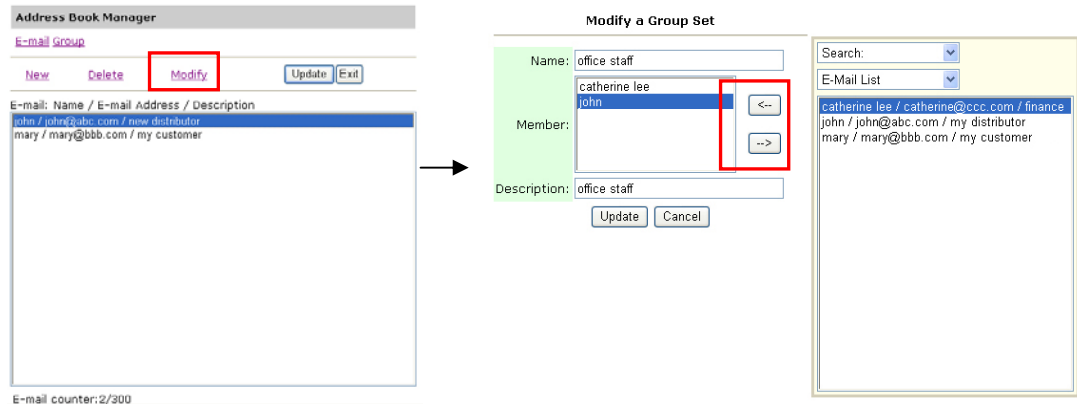 Address Book Manager
E-mail Group
New Delete Modify Update Exit
E-mail: Name / E-mail Address / Description
john / john@abc.com / new distributor
mary / mary@bbb.com / my customer
E-mail counter:2/300
Modify a Group Set
Name: office staff
Member:
catherine lee
john
<--
-->
Description: office staff
Update Cancel
Search:
E-Mail List
catherine lee / catherine@ccc.com / finance
john / john@abc.com / my distributor
mary / mary@bbb.com / my customer